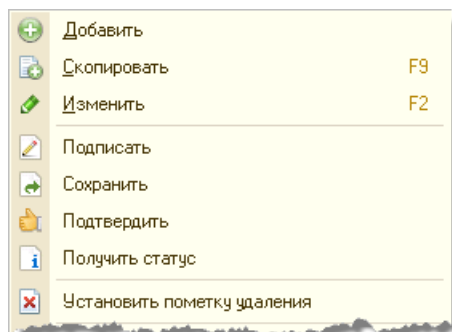 Добавить
Скопировать F9
Изменить F2
Подписать
Сохранить
Подтвердить
Получить статус
Установить пометку удаления